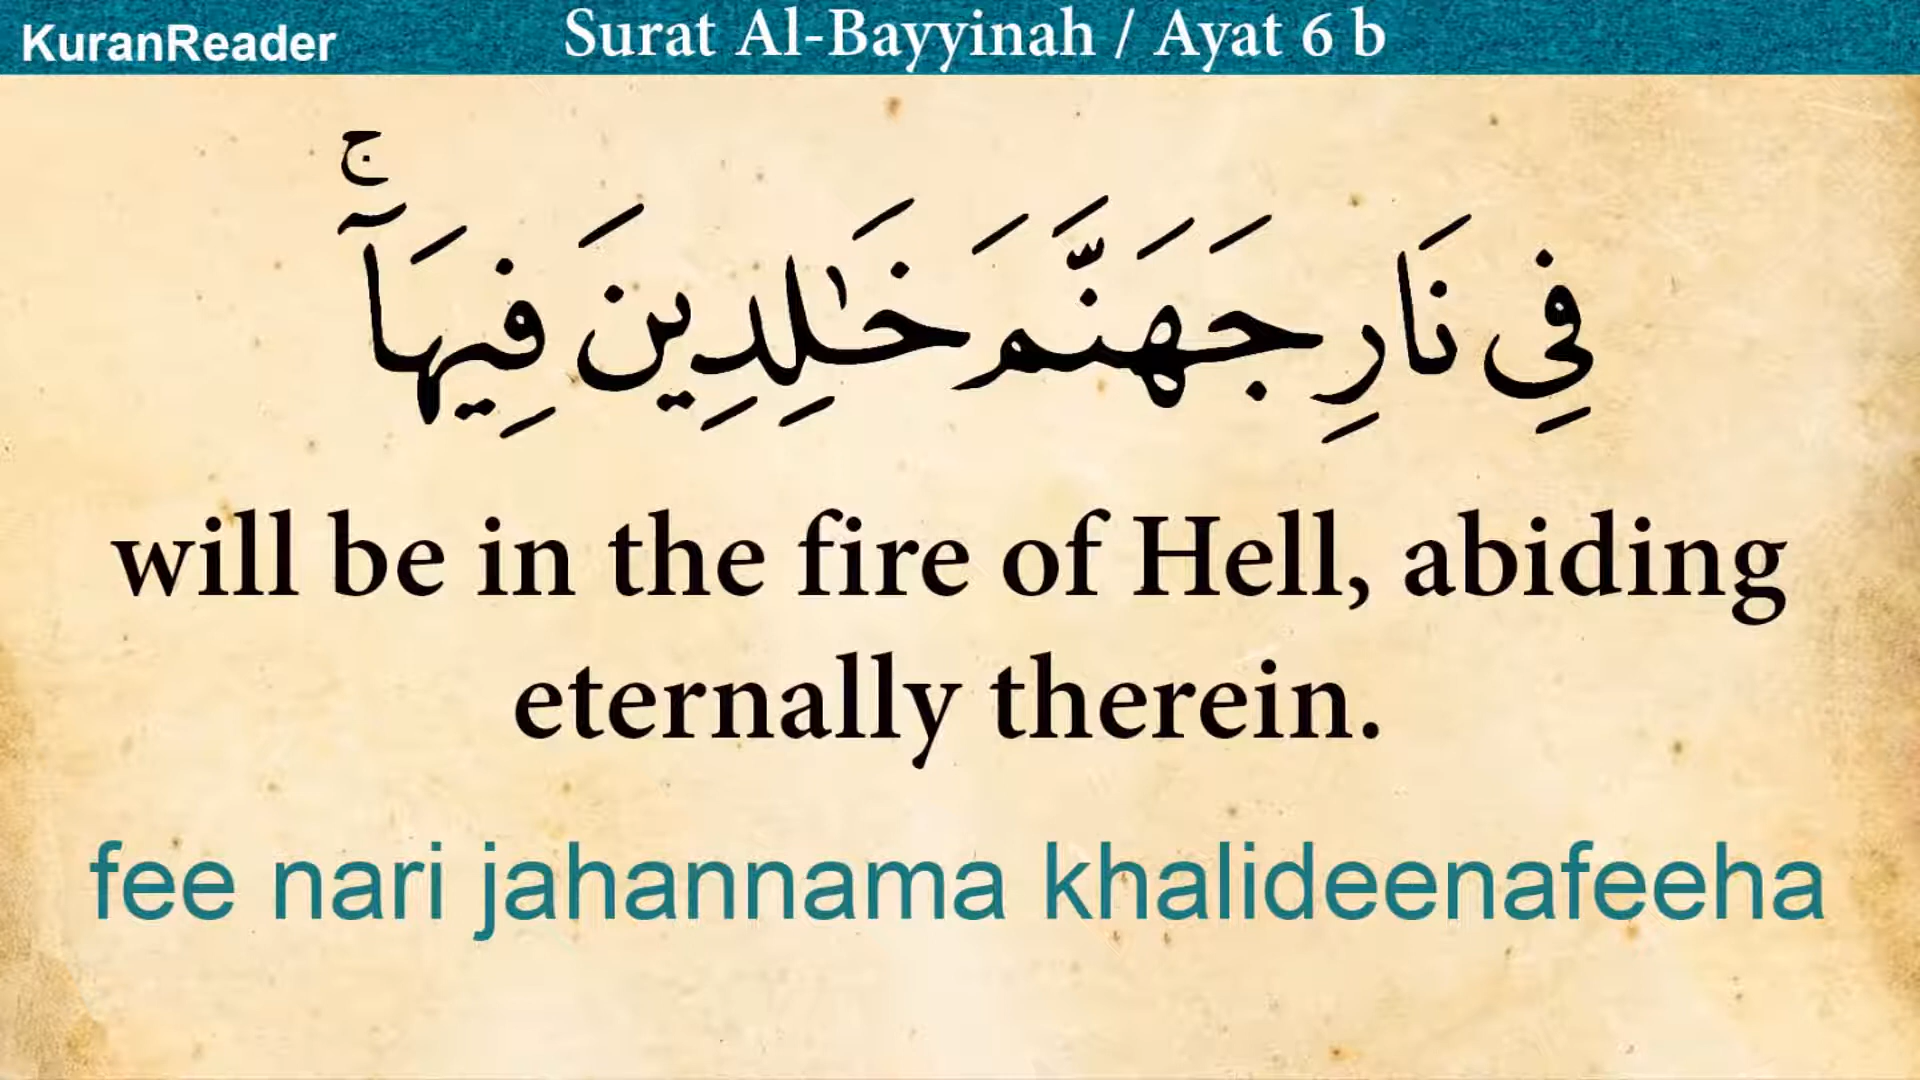 KuranReader
Surat Al-Bayyinah / Ayat 6 b
فِي نَارِ جَهَنَّمَ خَـٰلِدِينَ فِيهَآ ۚ
will be in the fire of Hell, abiding
eternally therein.
fee nari jahannama khalideenafeeha